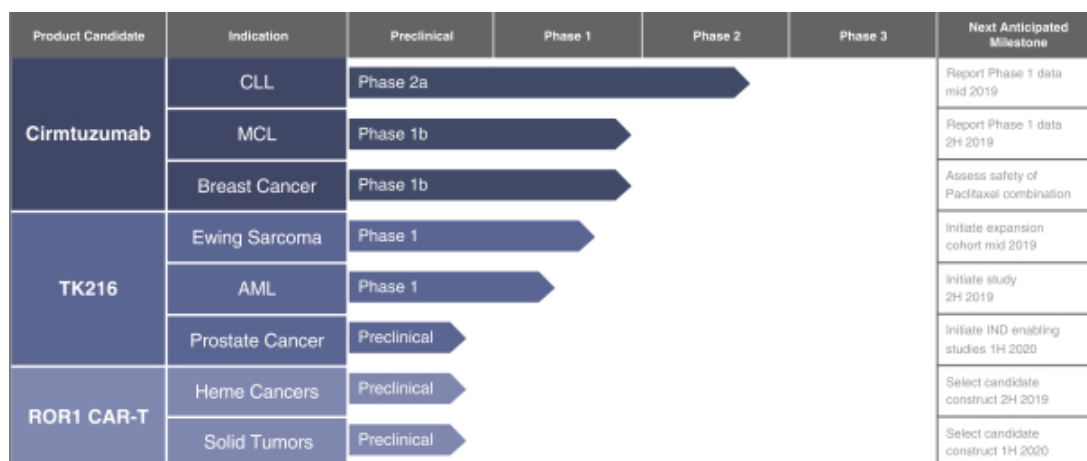 Product Candidate Indication Preclinical Phase 1 Phase 2 Phase 3 Next Anticipated
Milestone
Cirmtuzumab
CLL
Phase 2a
Report Phase 1 data
mid 2019
MCL
Phase 1b
Report Phase 1 data
2H 2019
Breast Cancer
Phase 1b
Assess safety of
Paclitaxel combination
TK216
Ewing Sarcoma
Phase 1
Initiate expansion
cohort mid 2019
AML
Phase 1
Initiate study
2H 2019
Prostate Cancer
Preclinical
Initiate IND enabling
studies 1H 2020
ROR1 CAR-T
Heme Cancers
Preclinical
Select candidate
construct 2H 2019
Solid Tumors
Preclinical
Select candidate
construct 1H 2020